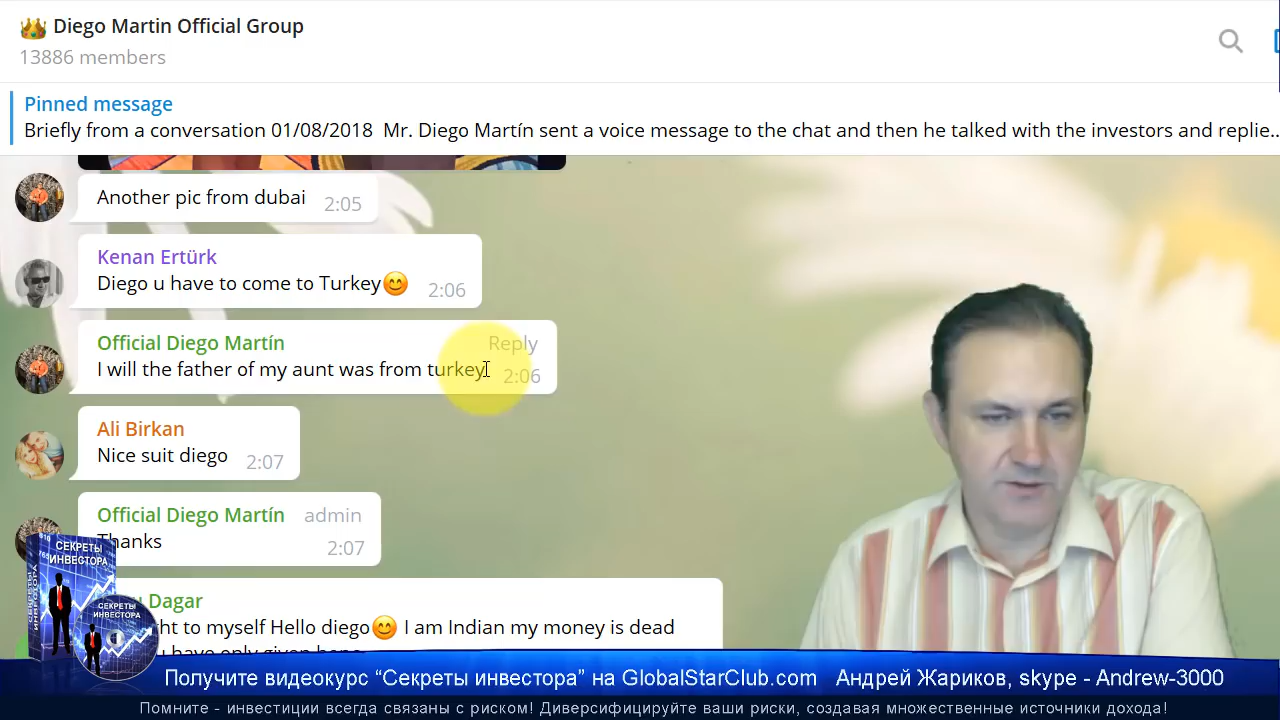 👑 Diego Martin Official Group
13886 members
Pinned message
Briefly from a conversation 01/08/2018 Mr. Diego Martín sent a voice message to the chat and then he talked with the investors and replie...
Another pic from dubai 2:05
Kenan Ertürk
Diego u have to come to Turkey😊 2:06
Official Diego Martín Reply
I will the father of my aunt was from turkey 2:06
Ali Birkan
Nice suit diego 2:07
Official Diego Martín admin
Thanks 2:07
Dagar
to myself Hello diego😊 I am Indian my money is dead
СЕКРЕТЫ
ИНВЕСТОРА
СЕКРЕТЫ
ИНВЕСТОРА
СЕКРЕТЫ
ИНВЕСТОРА
Получите видеокурс “Секреты инвестора” на GlobalStarClub.com Андрей Жариков, skype - Andrew-3000
Помните - инвестиции всегда связаны с риском! Диверсифицируйте ваши риски, создавая множественные источники дохода!